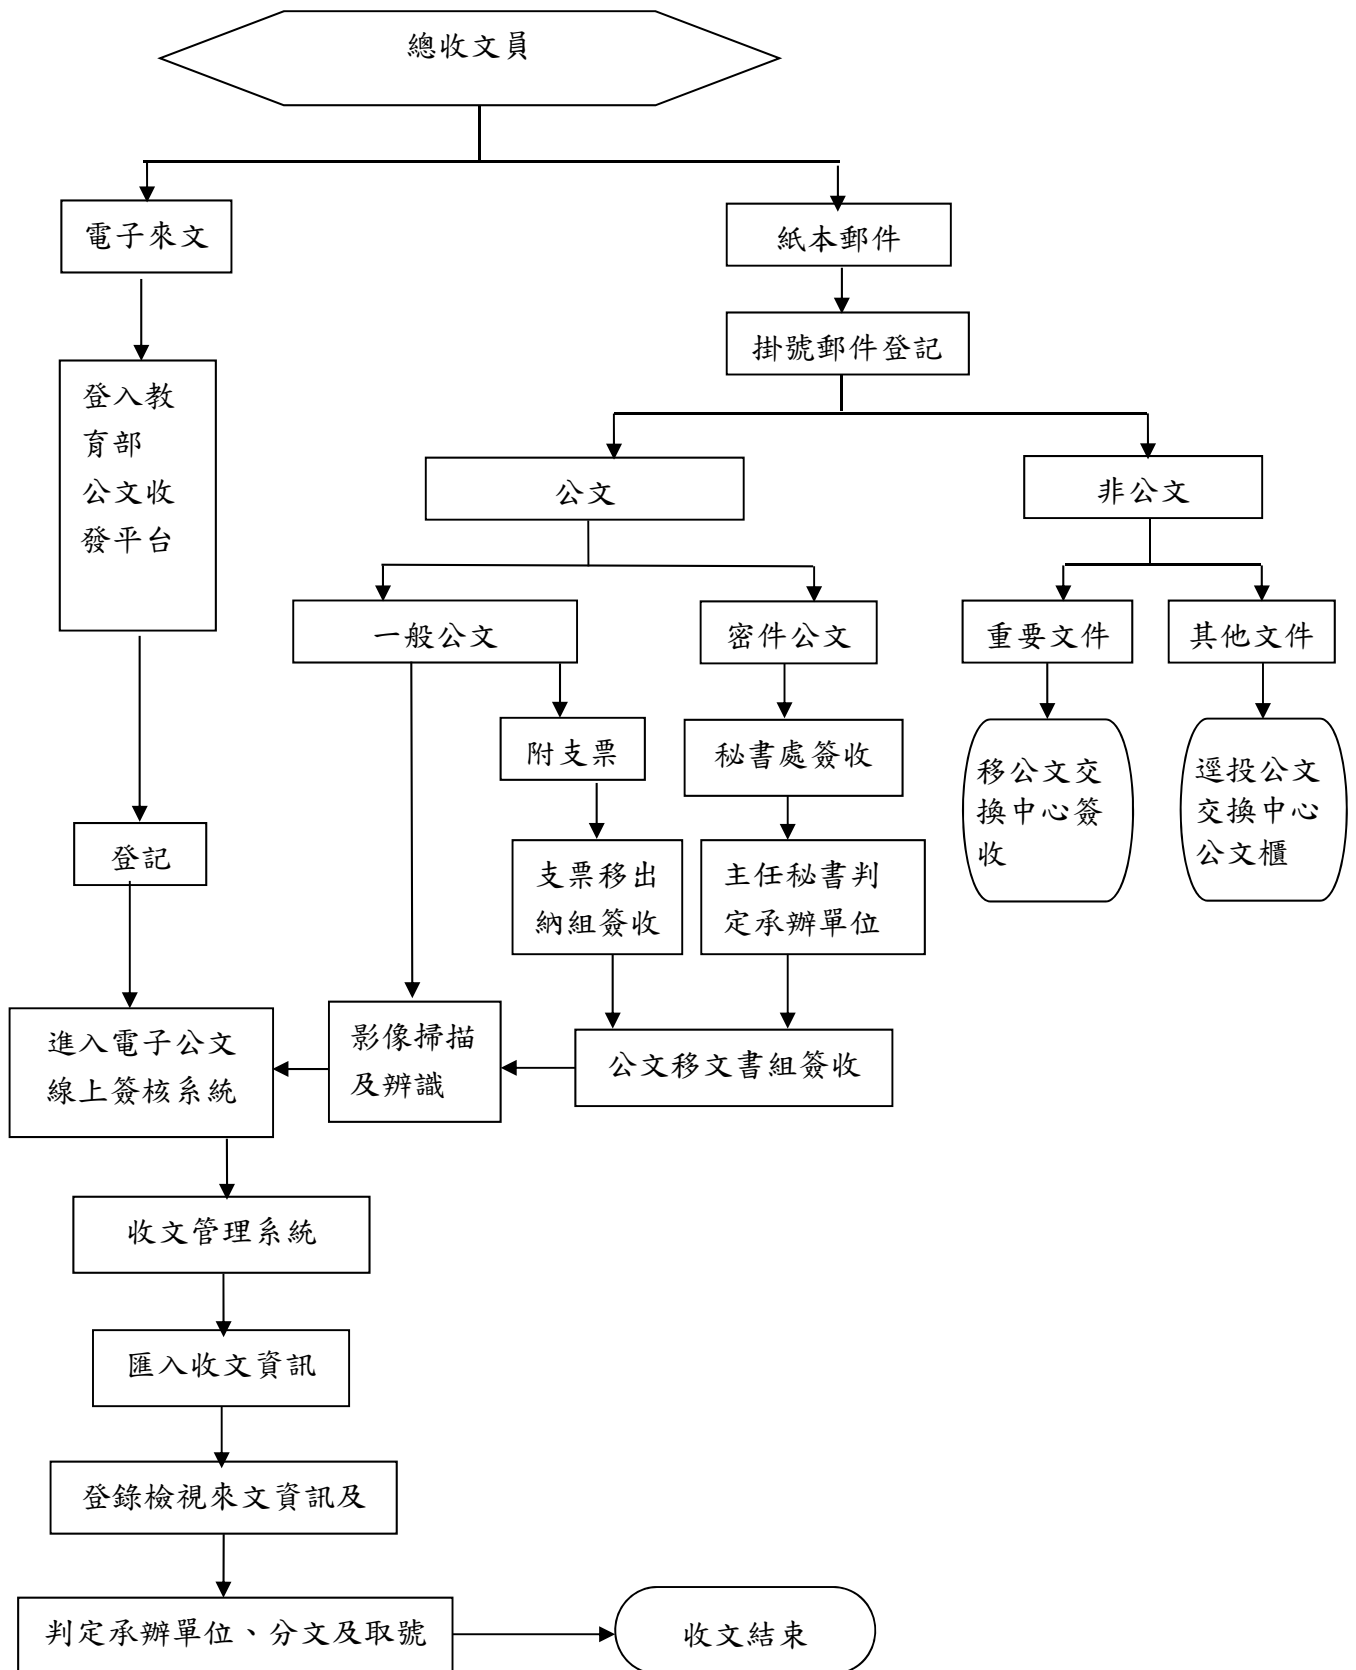 總收文員
電子來文
紙本郵件
掛號郵件登記
登入教
育部
公文收
發平台
公文
非公文
一般公文
密件公文
重要文件
其他文件
附支票
秘書處簽收
移公文交
換中心簽
收
逕投公文
交換中心
公文櫃
登記
支票移出
納組簽收
主任秘書判
定承辦單位
進入電子公文
線上簽核系統
影像掃描
及辨識
公文移文書組簽收
收文管理系統
匯入收文資訊
登錄檢視來文資訊及
判定承辦單位、分文及取號
收文結束